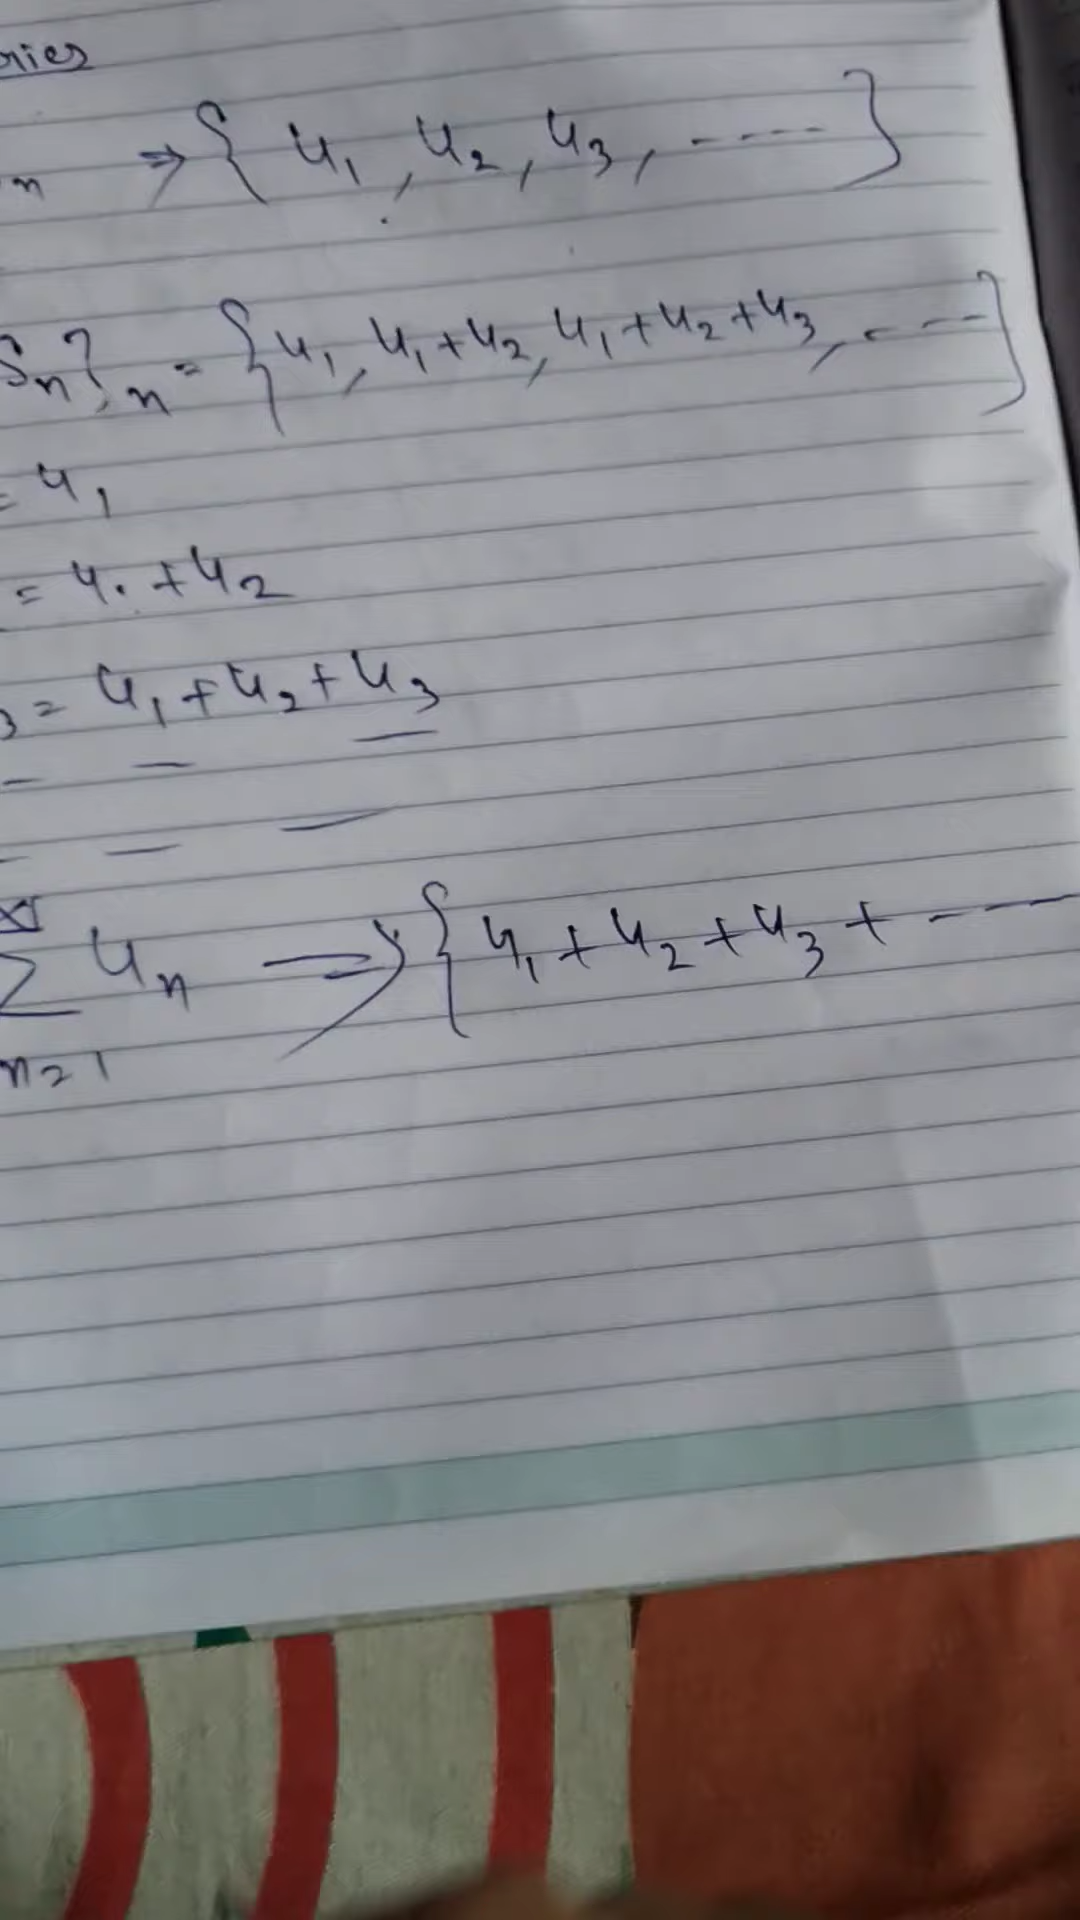 ries
n ⇒ { u₁, u₂, u₃, ---- }
Sₙ}ₙ = { u₁, u₁+u₂, u₁+u₂+u₃, ---- }
= u₁
= u. + u₂
3 = u₁ + u₂ + u₃
— — —
— — —
∞
∑ uₙ ⇒ { u₁ + u₂ + u₃ + ----
n=1